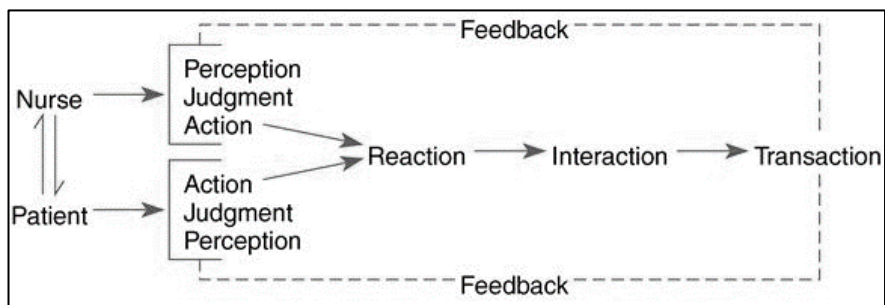 Feedback
Perception
Nurse
Judgment
Action
Reaction
Interaction
Transaction
Action
Patient
Judgment
Perception
Feedback